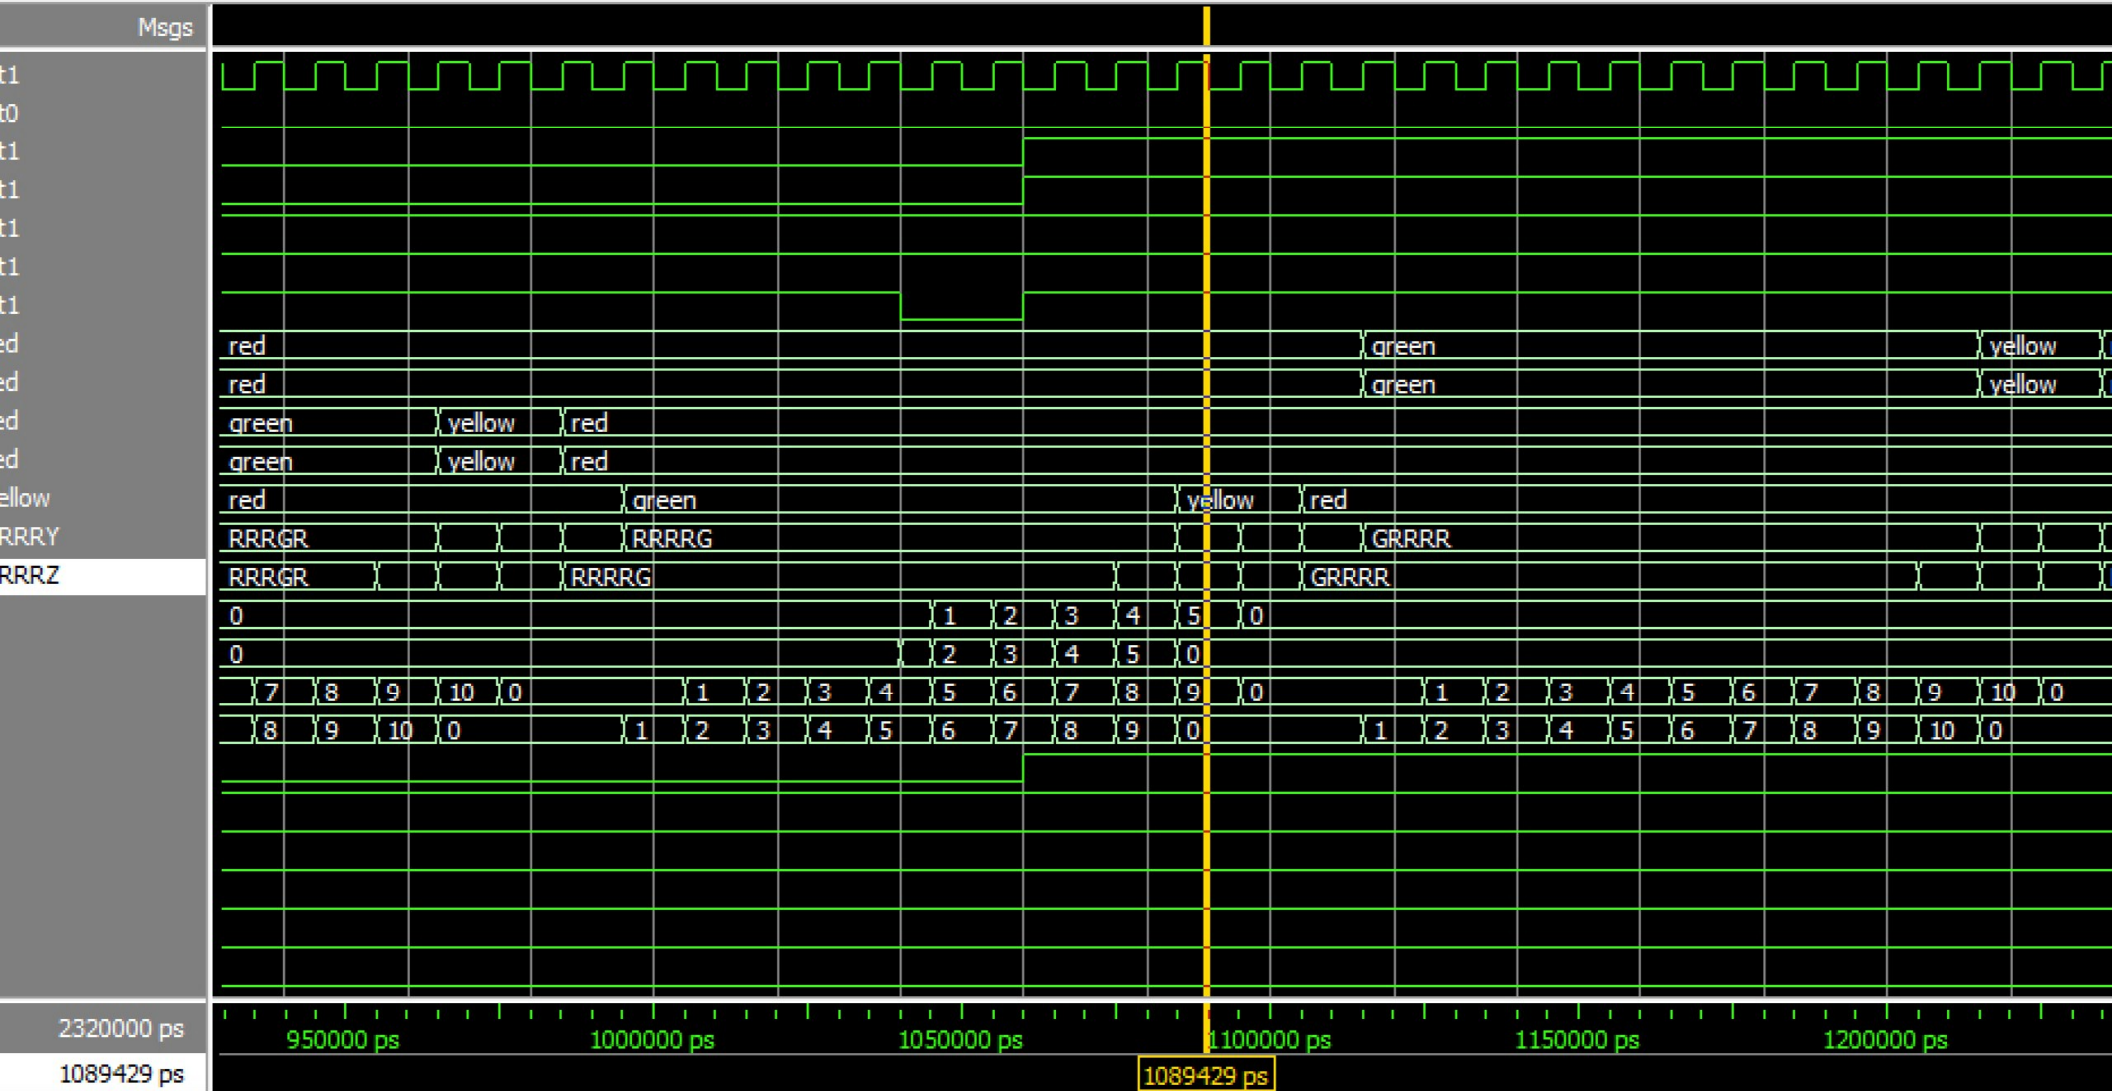 Msgs
t1
t0
t1
t1
t1
t1
t1
ed red green yellow
ed red green yellow
ed green yellow red
ed green yellow red
ellow red green yellow red
RRRY RRRGR RRRRG GRRRR
RRRZ RRRGR RRRRG GRRRR
0 1 2 3 4 5 0
0 2 3 4 5 0
7 8 9 10 0 1 2 3 4 5 6 7 8 9 0 1 2 3 4 5 6 7 8 9 10 0
8 9 10 0 1 2 3 4 5 6 7 8 9 0 1 2 3 4 5 6 7 8 9 10 0
2320000 ps 950000 ps 1000000 ps 1050000 ps 1100000 ps 1150000 ps 1200000 ps
1089429 ps 1089429 ps